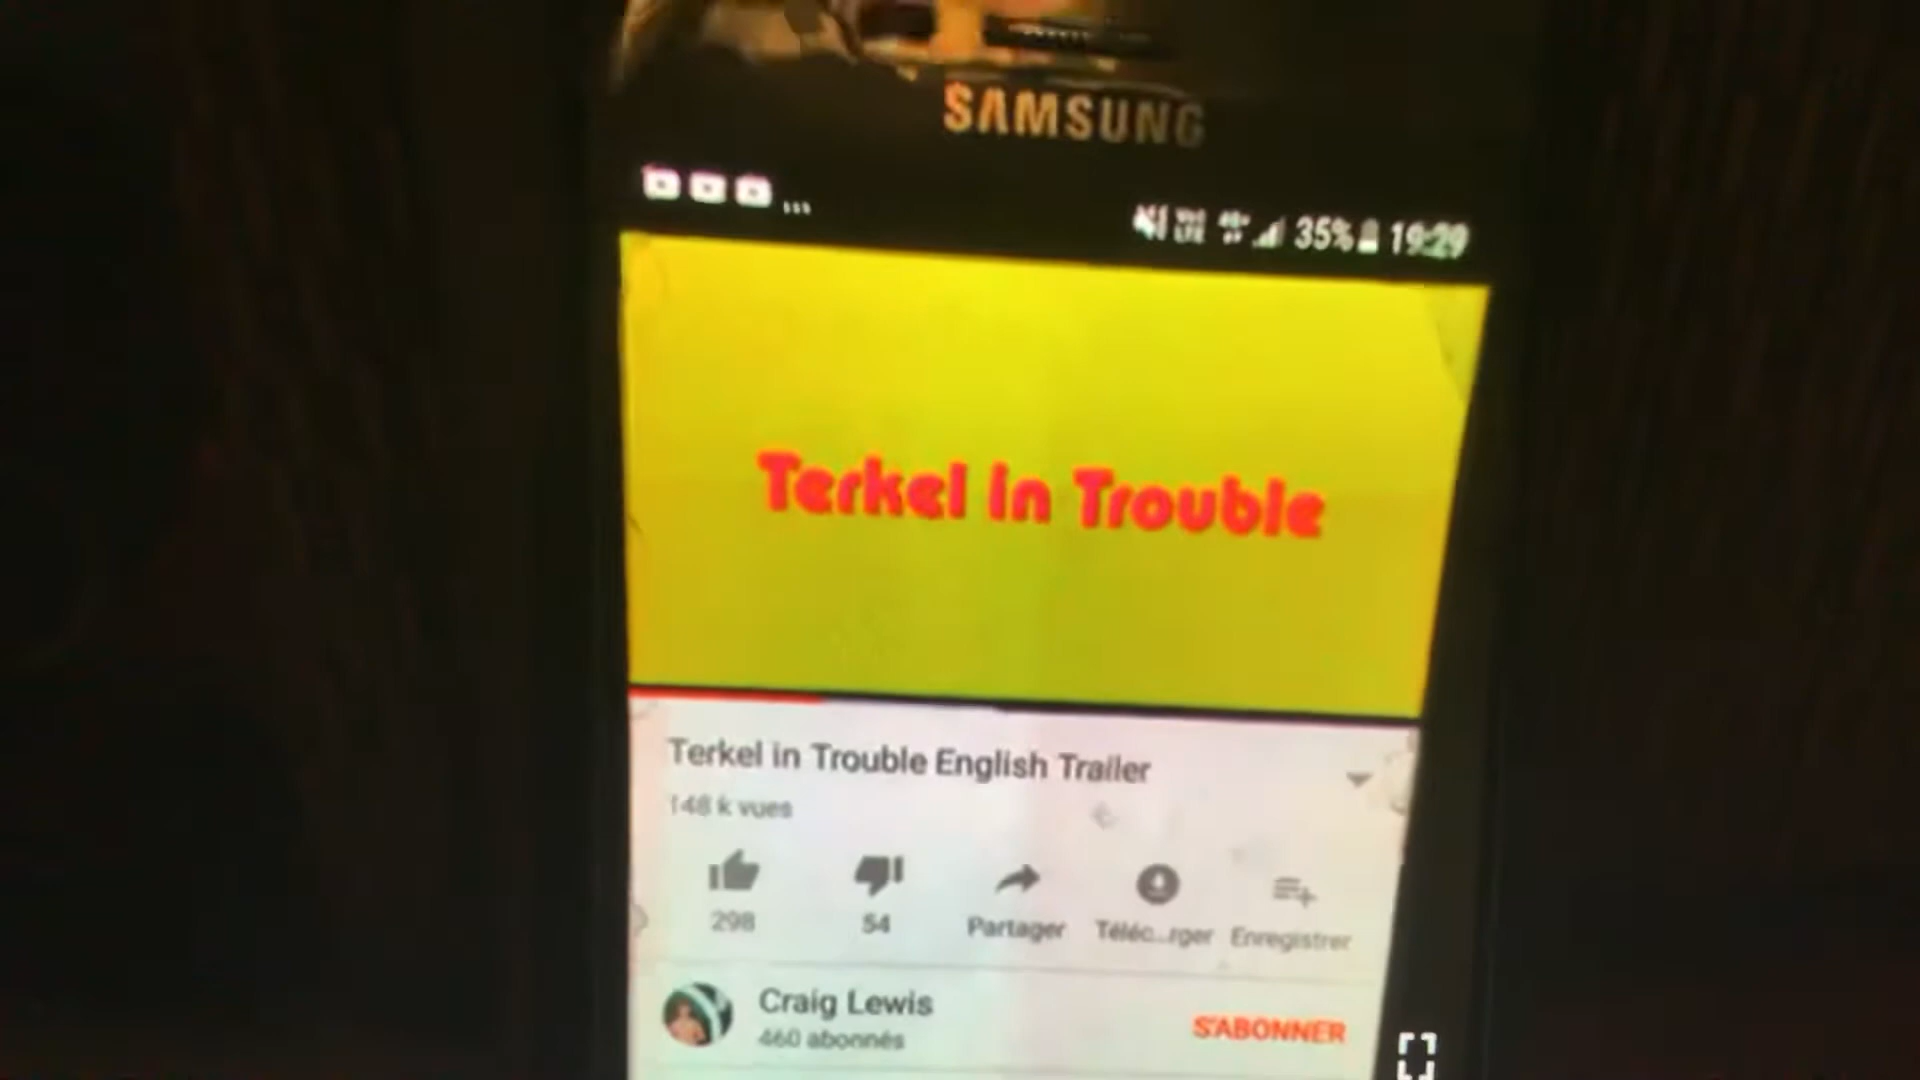 SAMSUNG
35% 19:29
Terkel in Trouble
Terkel in Trouble English Trailer
148 k vues
298 54 Partager Téléc...rger Enregistrer
Craig Lewis
460 abonnés
S'ABONNER